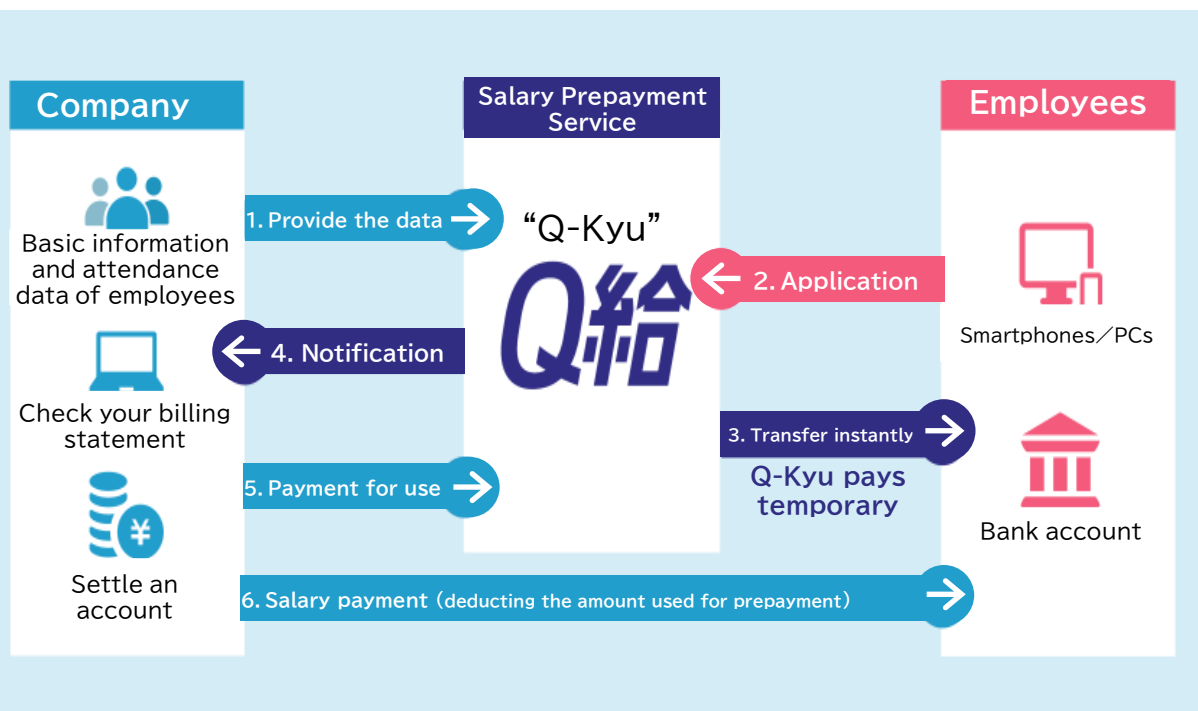 Company
Basic information
and attendance
data of employees
Check your billing
statement
¥
Settle an
account
1. Provide the data
4. Notification
5. Payment for use
6. Salary payment (deducting the amount used for prepayment)
Salary Prepayment
Service
“Q-Kyu”
Q給
2. Application
3. Transfer instantly
Q-Kyu pays
temporary
Employees
Smartphones／PCs
Bank account